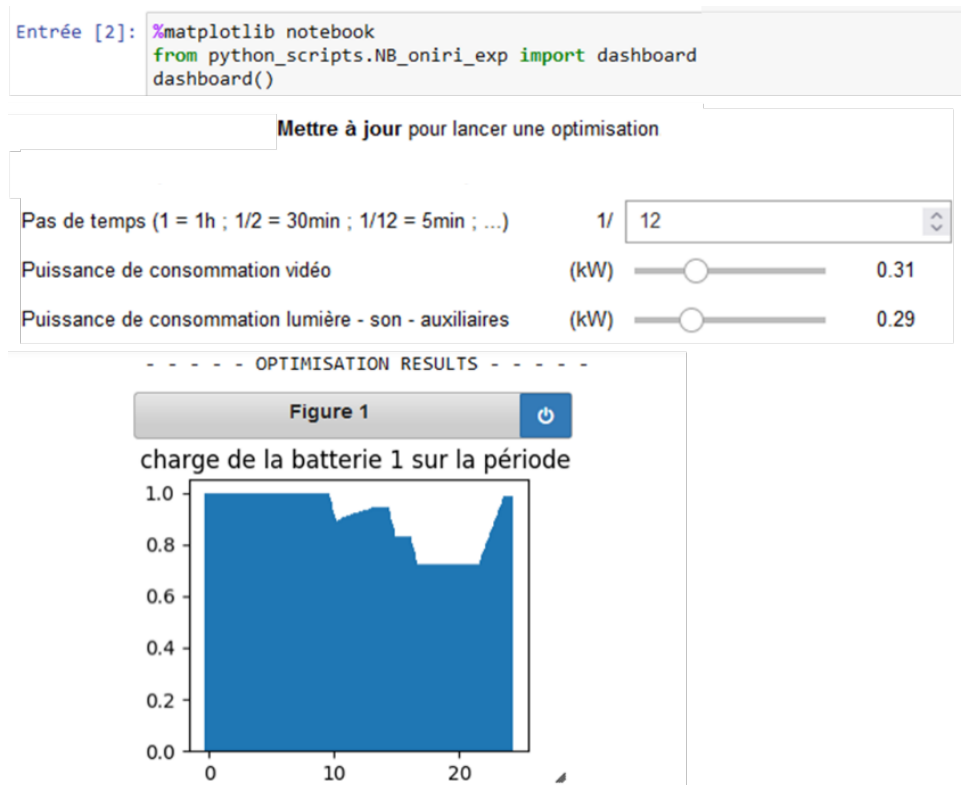 Entrée [2]: %matplotlib notebook
from python_scripts.NB_oniri_exp import dashboard
dashboard()
Mettre à jour pour lancer une optimisation
Pas de temps (1 = 1h ; 1/2 = 30min ; 1/12 = 5min ; ...) 1/ 12
Puissance de consommation vidéo (kW) 0.31
Puissance de consommation lumière - son - auxiliaires (kW) 0.29
- - - - - OPTIMISATION RESULTS - - - - -
Figure 1
charge de la batterie 1 sur la période
1.0
0.8
0.6
0.4
0.2
0.0
0 10 20